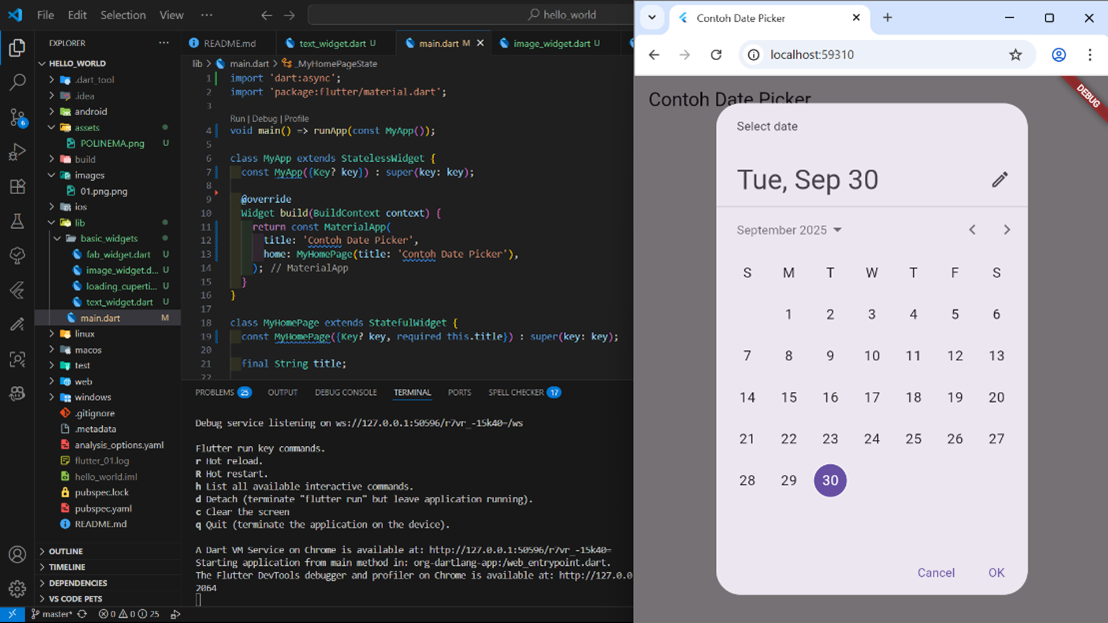 File Edit Selection View ··· hello_world
EXPLORER ···
HELLO_WORLD
.dart_tool
.idea
android
assets
POLINEMA.png U
build
images
01.png.png
ios
lib
basic_widgets
fab_widget.dart U
image_widget.d... U
loading_cuperti... U
text_widget.dart U
main.dart M
linux
macos
test
web
windows
.gitignore
.metadata
analysis_options.yaml
flutter_01.log
hello_world.iml
pubspec.lock
pubspec.yaml
README.md
OUTLINE
TIMELINE
DEPENDENCIES
VS CODE PETS
6
README.md text_widget.dart U main.dart M image_widget.dart U
lib > main.dart > _MyHomePageState
1 import 'dart:async';
2 import 'package:flutter/material.dart';
3
Run | Debug | Profile
4 void main() => runApp(const MyApp());
5
6 class MyApp extends StatelessWidget {
7 const MyApp({Key? key}) : super(key: key);
8
9 @override
10 Widget build(BuildContext context) {
11 return const MaterialApp(
12 title: 'Contoh Date Picker',
13 home: MyHomePage(title: 'Contoh Date Picker'),
14 ); // MaterialApp
15 }
16 }
17
18 class MyHomePage extends StatefulWidget {
19 const MyHomePage({Key? key, required this.title}) : super(key: key);
20
21 final String title;
22
PROBLEMS 25 OUTPUT DEBUG CONSOLE TERMINAL PORTS SPELL CHECKER 17
Debug service listening on ws://127.0.0.1:50596/r7vr_-15k40=/ws
Flutter run key commands.
r Hot reload.
R Hot restart.
h List all available interactive commands.
d Detach (terminate "flutter run" but leave application running).
c Clear the screen
q Quit (terminate the application on the device).
A Dart VM Service on Chrome is available at: http://127.0.0.1:50596/r7vr_-15k40=
Starting application from main method in: org-dartlang-app:/web_entrypoint.dart.
The Flutter DevTools debugger and profiler on Chrome is available at: http://127.0
2064
master* 0 0 25
Contoh Date Picker
localhost:59310
Contoh Date Picker
DEBUG
Select date
Tue, Sep 30
September 2025
S M T W T F S
1 2 3 4 5 6
7 8 9 10 11 12 13
14 15 16 17 18 19 20
21 22 23 24 25 26 27
28 29 30
Cancel OK